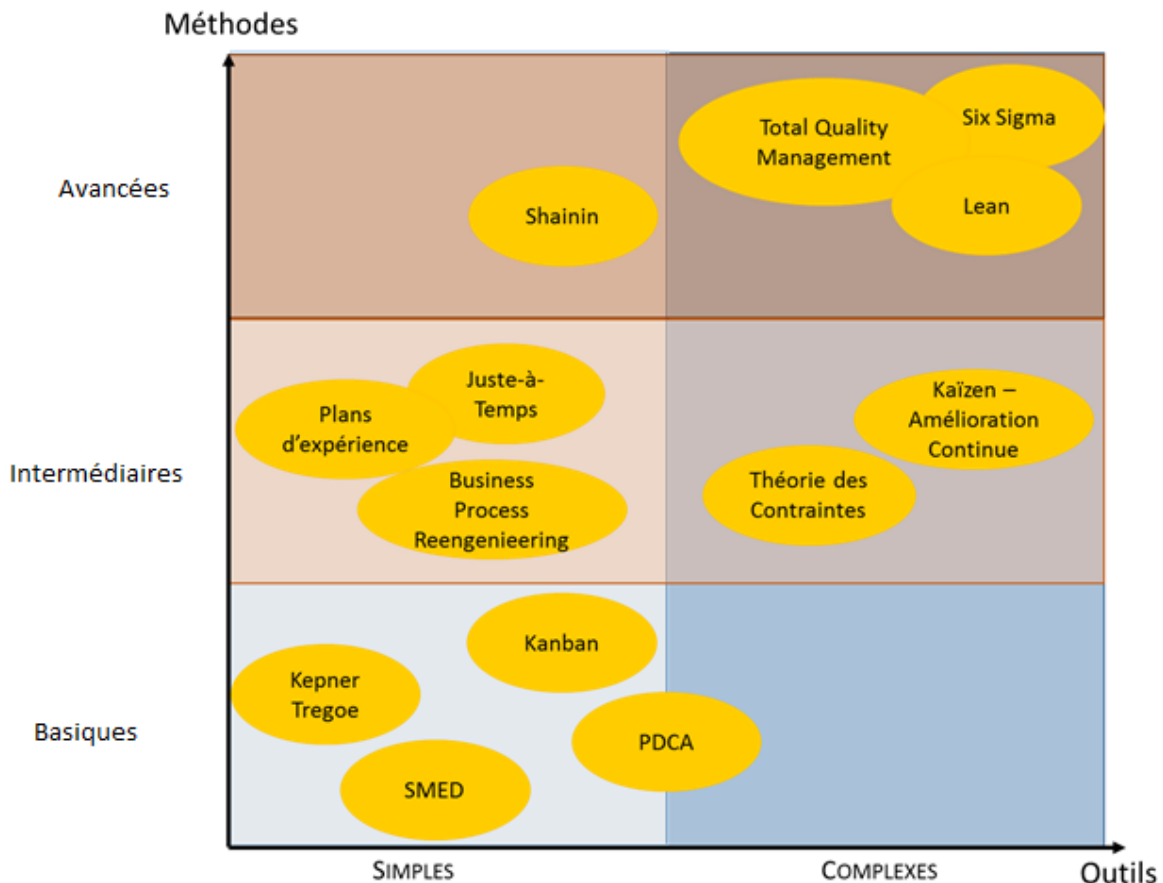 Méthodes
Avancées
Total Quality
Management
Six Sigma
Lean
Shainin
Intermédiaires
Juste-à-
Temps
Plans
d'expérience
Business
Process
Reengenieering
Kaïzen –
Amélioration
Continue
Théorie des
Contraintes
Basiques
Kanban
Kepner
Tregoe
PDCA
SMED
SIMPLES
COMPLEXES
Outils